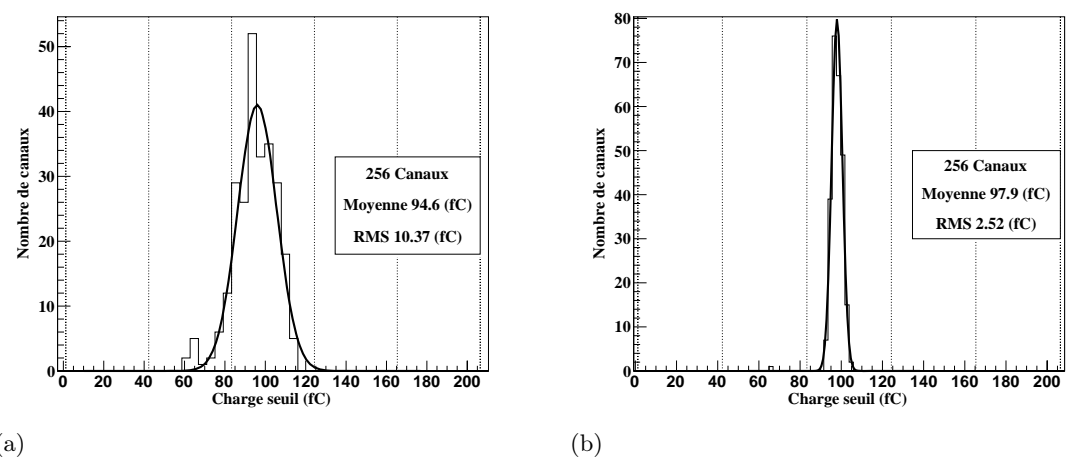 50
40
30
20
10
0
Nombre de canaux
256 Canaux
Moyenne 94.6 (fC)
RMS 10.37 (fC)
0 20 40 60 80 100 120 140 160 180 200
Charge seuil (fC)
(a)
80
70
60
50
40
30
20
10
0
Nombre de canaux
256 Canaux
Moyenne 97.9 (fC)
RMS 2.52 (fC)
0 20 40 60 80 100 120 140 160 180 200
Charge seuil (fC)
(b)